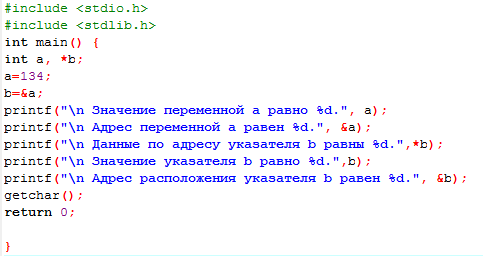 #include <stdio.h>
#include <stdlib.h>
int main() {
int a, *b;
a=134;
b=&a;
printf("\n Значение переменной a равно %d.", a);
printf("\n Адрес переменной a равен %d.", &a);
printf("\n Данные по адресу указателя b равны %d.",*b);
printf("\n Значение указателя b равно %d.",b);
printf("\n Адрес расположения указателя b равен %d.", &b);
getchar();
return 0;
}